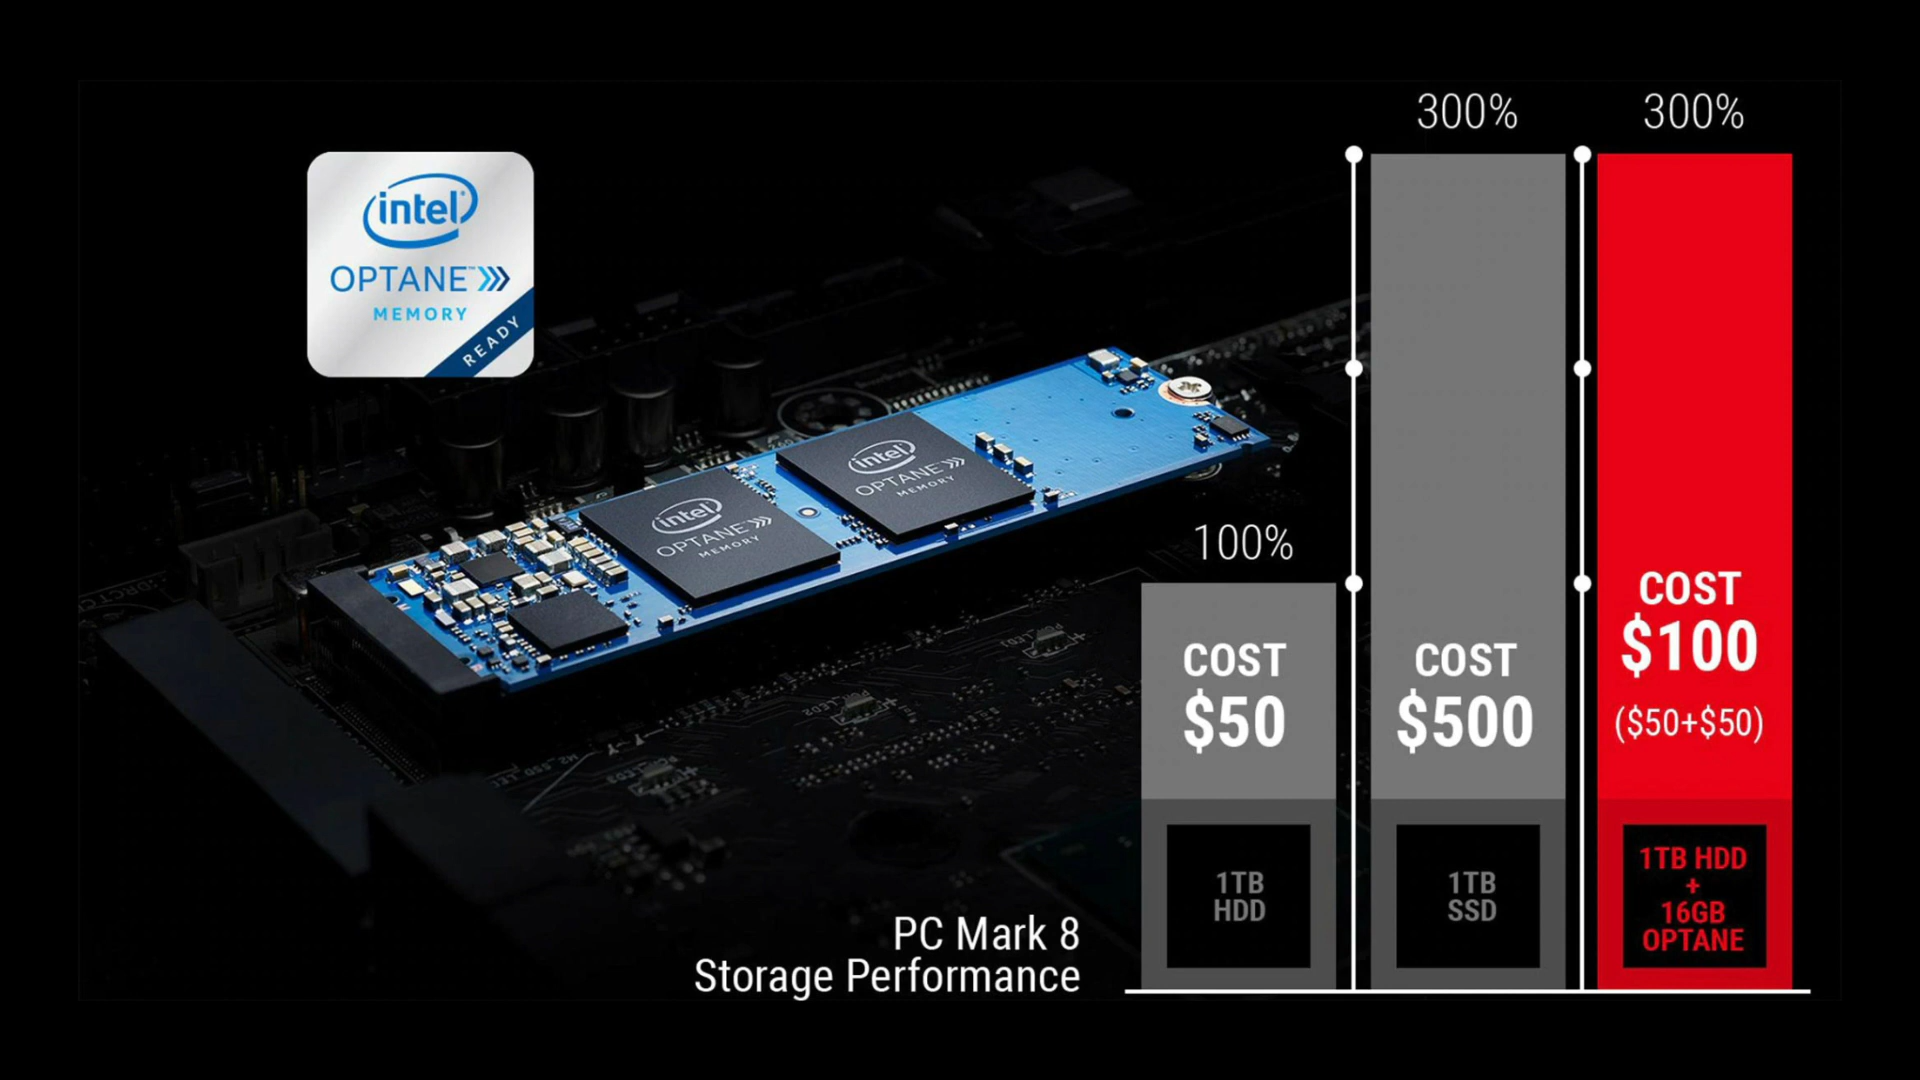 intel
OPTANE™
MEMORY
READY
intel
OPTANE
MEMORY
intel
OPTANE
MEMORY
100%
COST
$50
1TB
HDD
300%
COST
$500
1TB
SSD
300%
COST
$100
($50+$50)
1TB HDD
+
16GB
OPTANE
PC Mark 8
Storage Performance